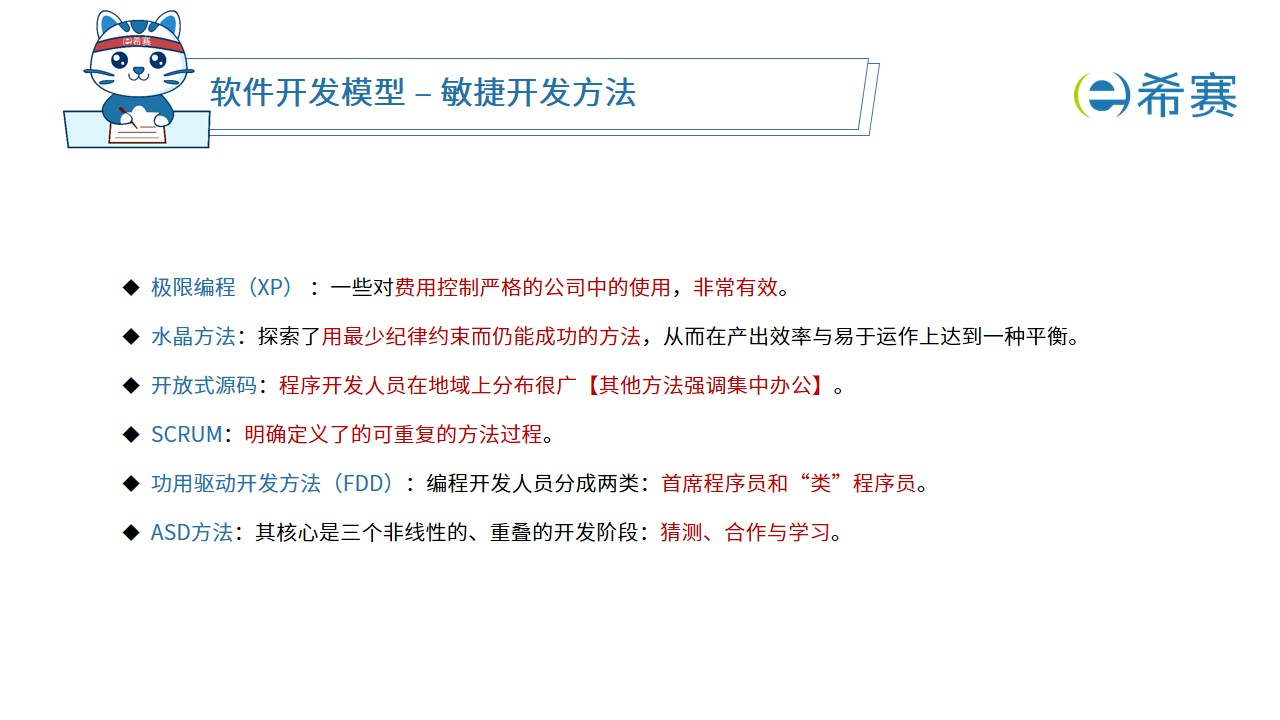 希赛
软件开发模型 – 敏捷开发方法
希赛
◆ 极限编程（XP）：一些对费用控制严格的公司中的使用，非常有效。
◆ 水晶方法：探索了用最少纪律约束而仍能成功的方法，从而在产出效率与易于运作上达到一种平衡。
◆ 开放式源码：程序开发人员在地域上分布很广【其他方法强调集中办公】。
◆ SCRUM：明确定义了的可重复的方法过程。
◆ 功用驱动开发方法（FDD）：编程开发人员分成两类：首席程序员和“类”程序员。
◆ ASD方法：其核心是三个非线性的、重叠的开发阶段：猜测、合作与学习。